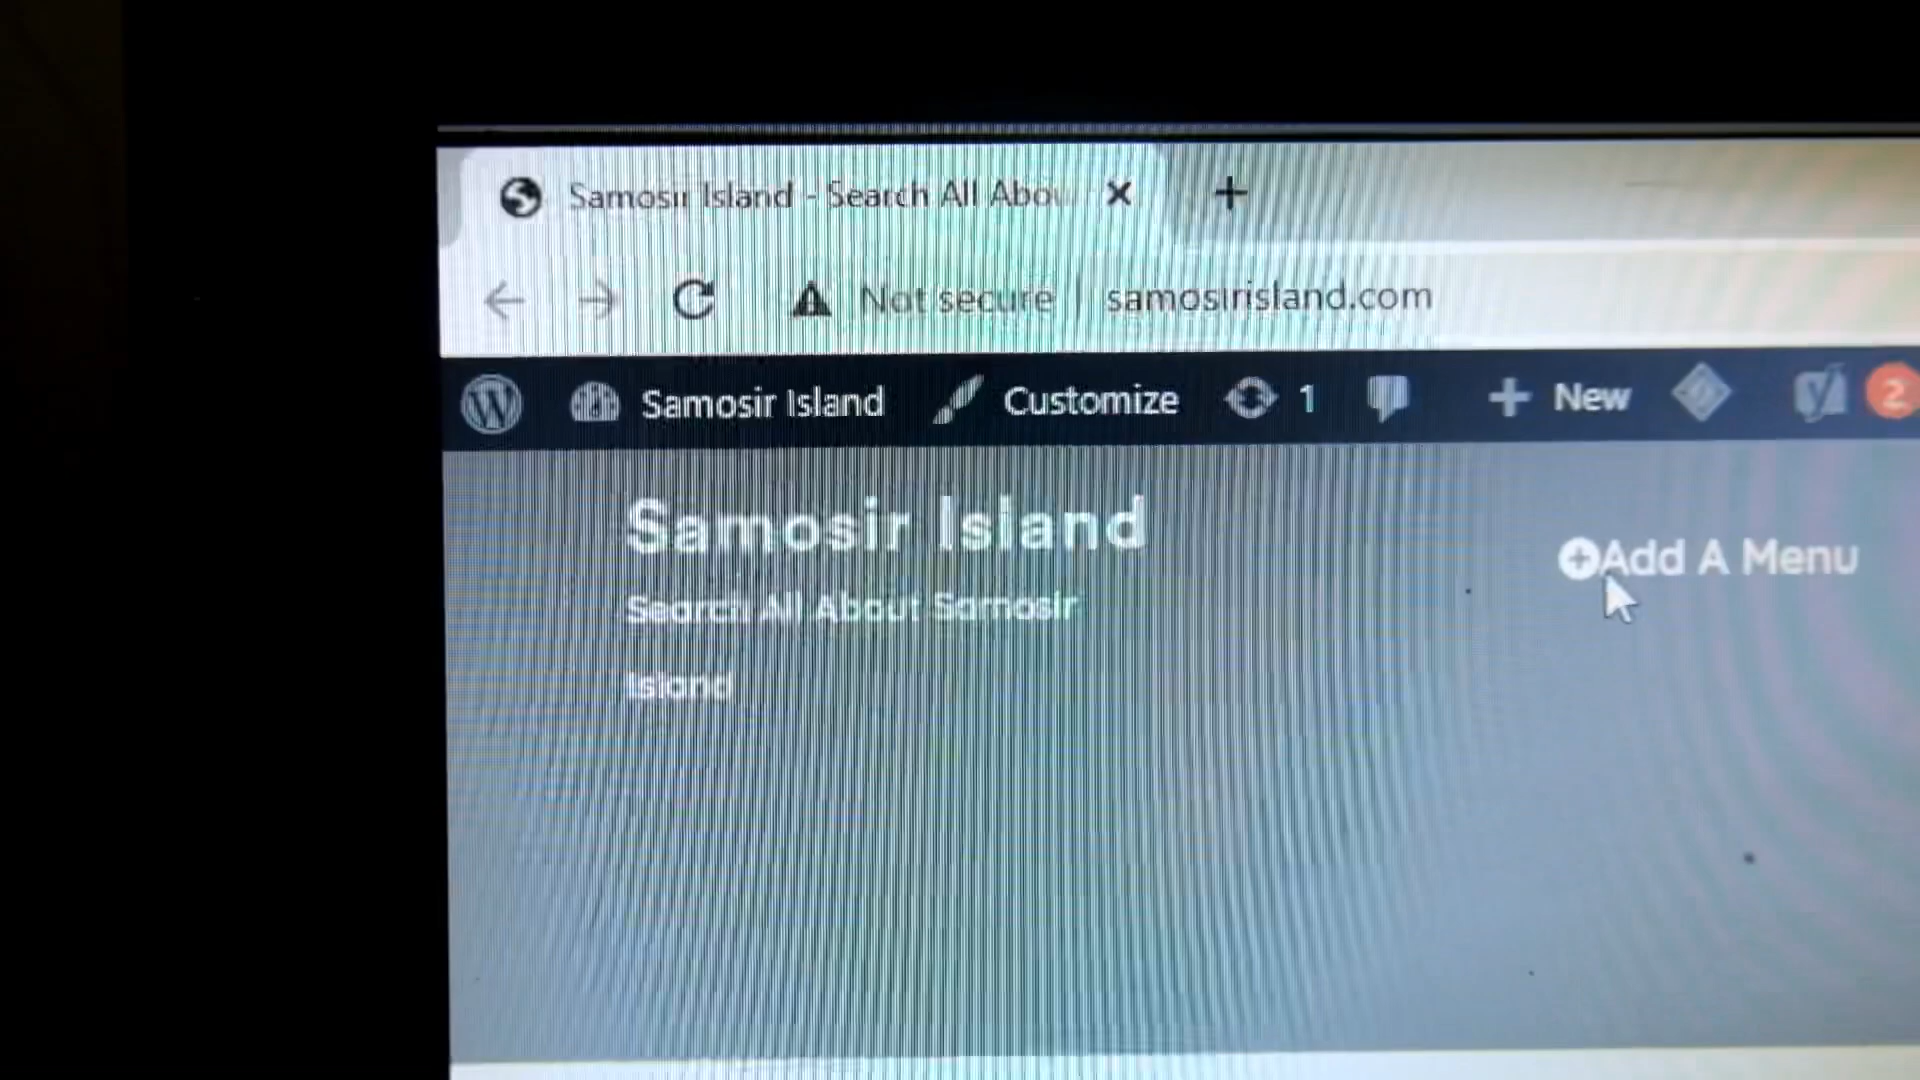 Samosir Island - Search All Abou
Not secure | samosirisland.com
Samosir Island Customize 1 New 2
Samosir Island
Search All About Samosir
Island
Add A Menu